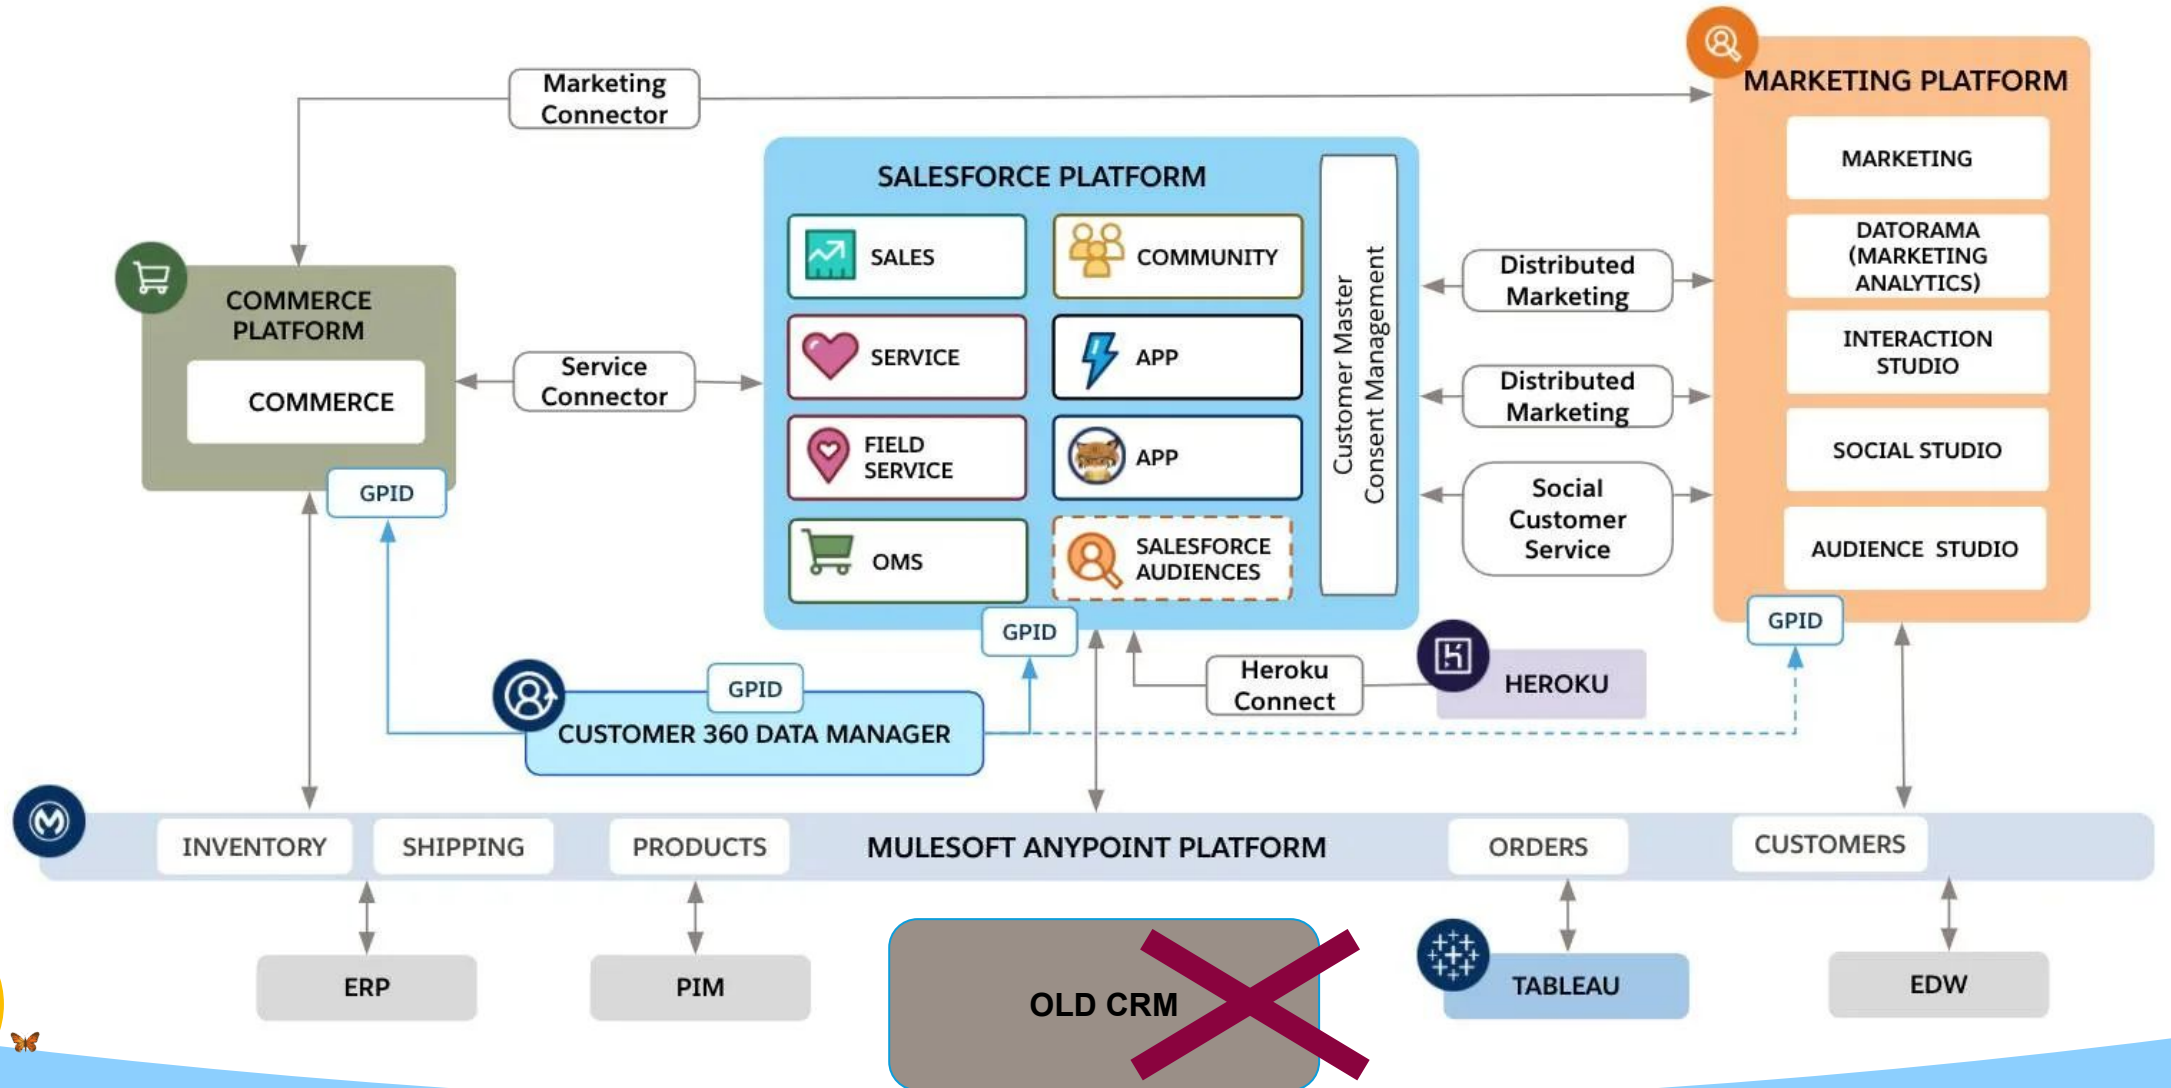 Marketing
Connector
MARKETING PLATFORM
MARKETING
DATORAMA
(MARKETING
ANALYTICS)
INTERACTION
STUDIO
SOCIAL STUDIO
AUDIENCE STUDIO
GPID
SALESFORCE PLATFORM
SALES
COMMUNITY
SERVICE
APP
FIELD
SERVICE
APP
OMS
SALESFORCE
AUDIENCES
Customer Master
Consent Management
Distributed
Marketing
Distributed
Marketing
Social
Customer
Service
COMMERCE
PLATFORM
COMMERCE
GPID
Service
Connector
GPID
Heroku
Connect
HEROKU
GPID
CUSTOMER 360 DATA MANAGER
INVENTORY
SHIPPING
PRODUCTS
MULESOFT ANYPOINT PLATFORM
ORDERS
CUSTOMERS
ERP
PIM
OLD CRM
TABLEAU
EDW